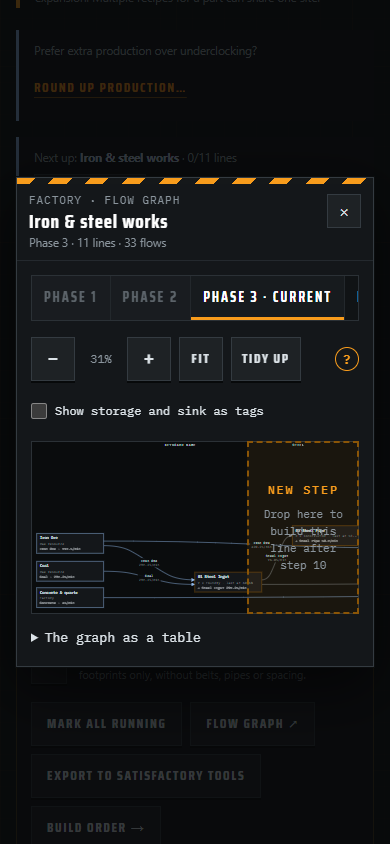 Prefer extra production over underclocking?
ROUND UP PRODUCTION…
Next up: Iron & steel works · 0/11 lines
FACTORY · FLOW GRAPH
Iron & steel works
×
Phase 3 · 11 lines · 33 flows
PHASE 1
PHASE 2
PHASE 3 · CURRENT
−
31%
+
FIT
TIDY UP
?
Show storage and sink as tags
NEW STEP
Drop here to
build this
line after
step 10
Iron Ore
Coal
Concrete & quartz
01 Steel Ingot
The graph as a table
footprints only, without belts, pipes or spacing.
MARK ALL RUNNING
FLOW GRAPH ↗
EXPORT TO SATISFACTORY TOOLS
BUILD ORDER →